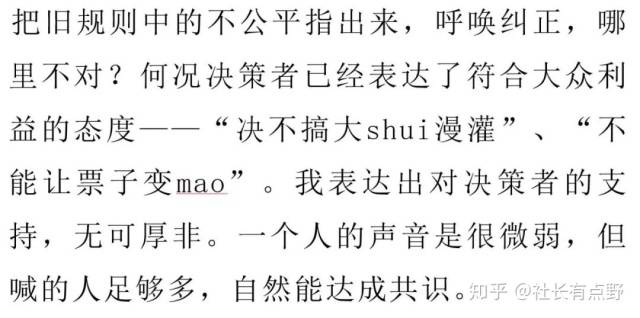 把旧规则中的不公平指出来，呼唤纠正，哪
里不对？何况决策者已经表达了符合大众利
益的态度——“决不搞大shui漫灌”、“不
能让票子变mao”。我表达出对决策者的支
持，无可厚非。一个人的声音是很微弱，但
喊的人足够多，自然能达成共识。
知乎 @社长有点野